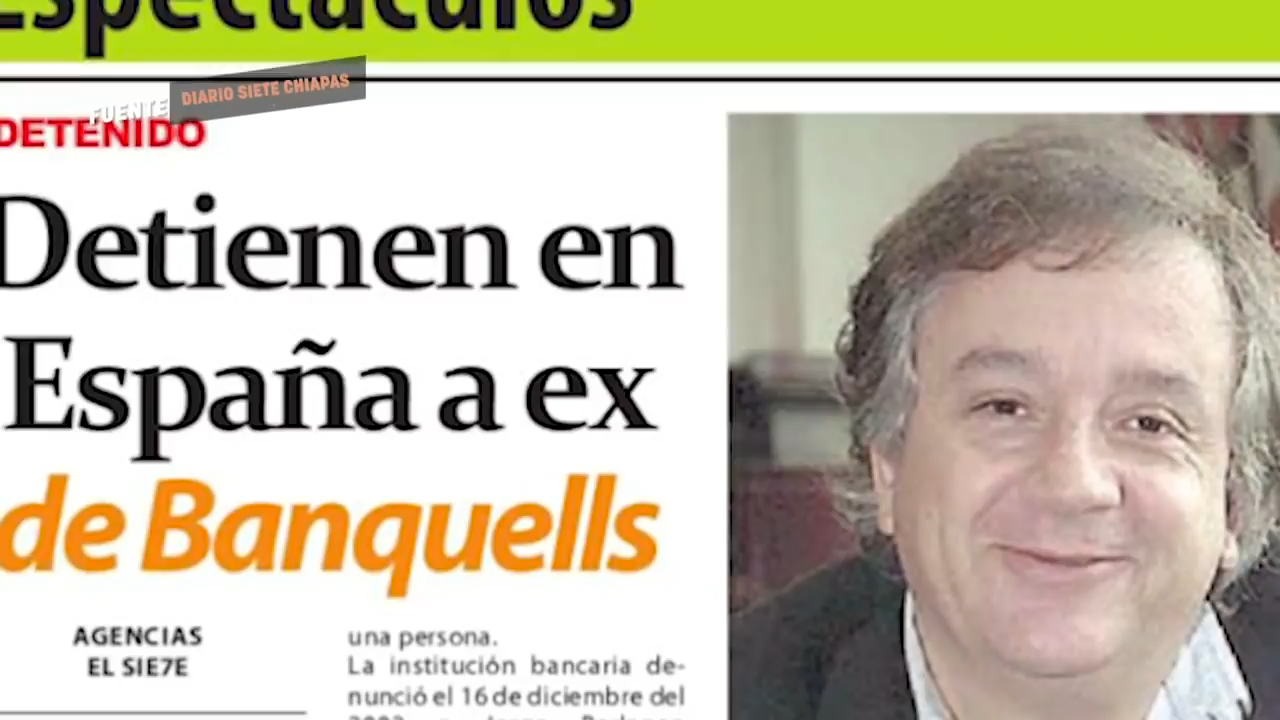 Espectáculos
FUENTE DIARIO SIETE CHIAPAS
DETENIDO
Detienen en
España a ex
de Banquells
AGENCIAS
EL SIE7E
una persona.
La institución bancaria de-
nunció el 16 de diciembre del